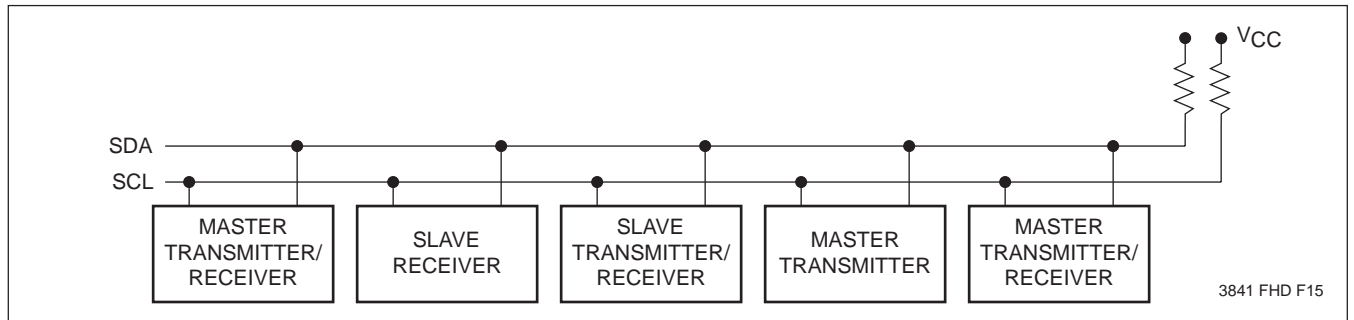 VCC
SDA
SCL
MASTER
TRANSMITTER/
RECEIVER
SLAVE
RECEIVER
SLAVE
TRANSMITTER/
RECEIVER
MASTER
TRANSMITTER
MASTER
TRANSMITTER/
RECEIVER
3841 FHD F15